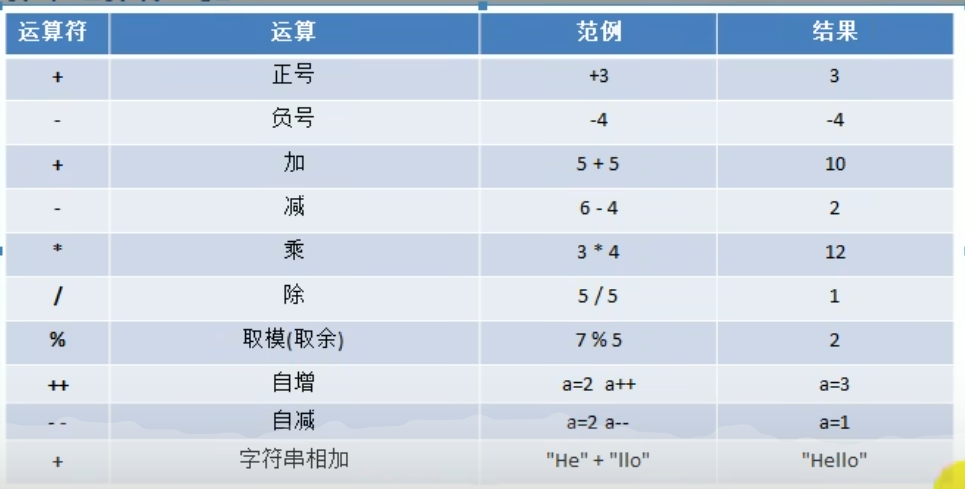 运算符 运算 范例 结果
+ 正号 +3 3
- 负号 -4 -4
+ 加 5 + 5 10
- 减 6 - 4 2
* 乘 3 * 4 12
/ 除 5 / 5 1
% 取模(取余) 7 % 5 2
++ 自增 a=2 a++ a=3
- - 自减 a=2 a-- a=1
+ 字符串相加 "He" + "llo" "Hello"